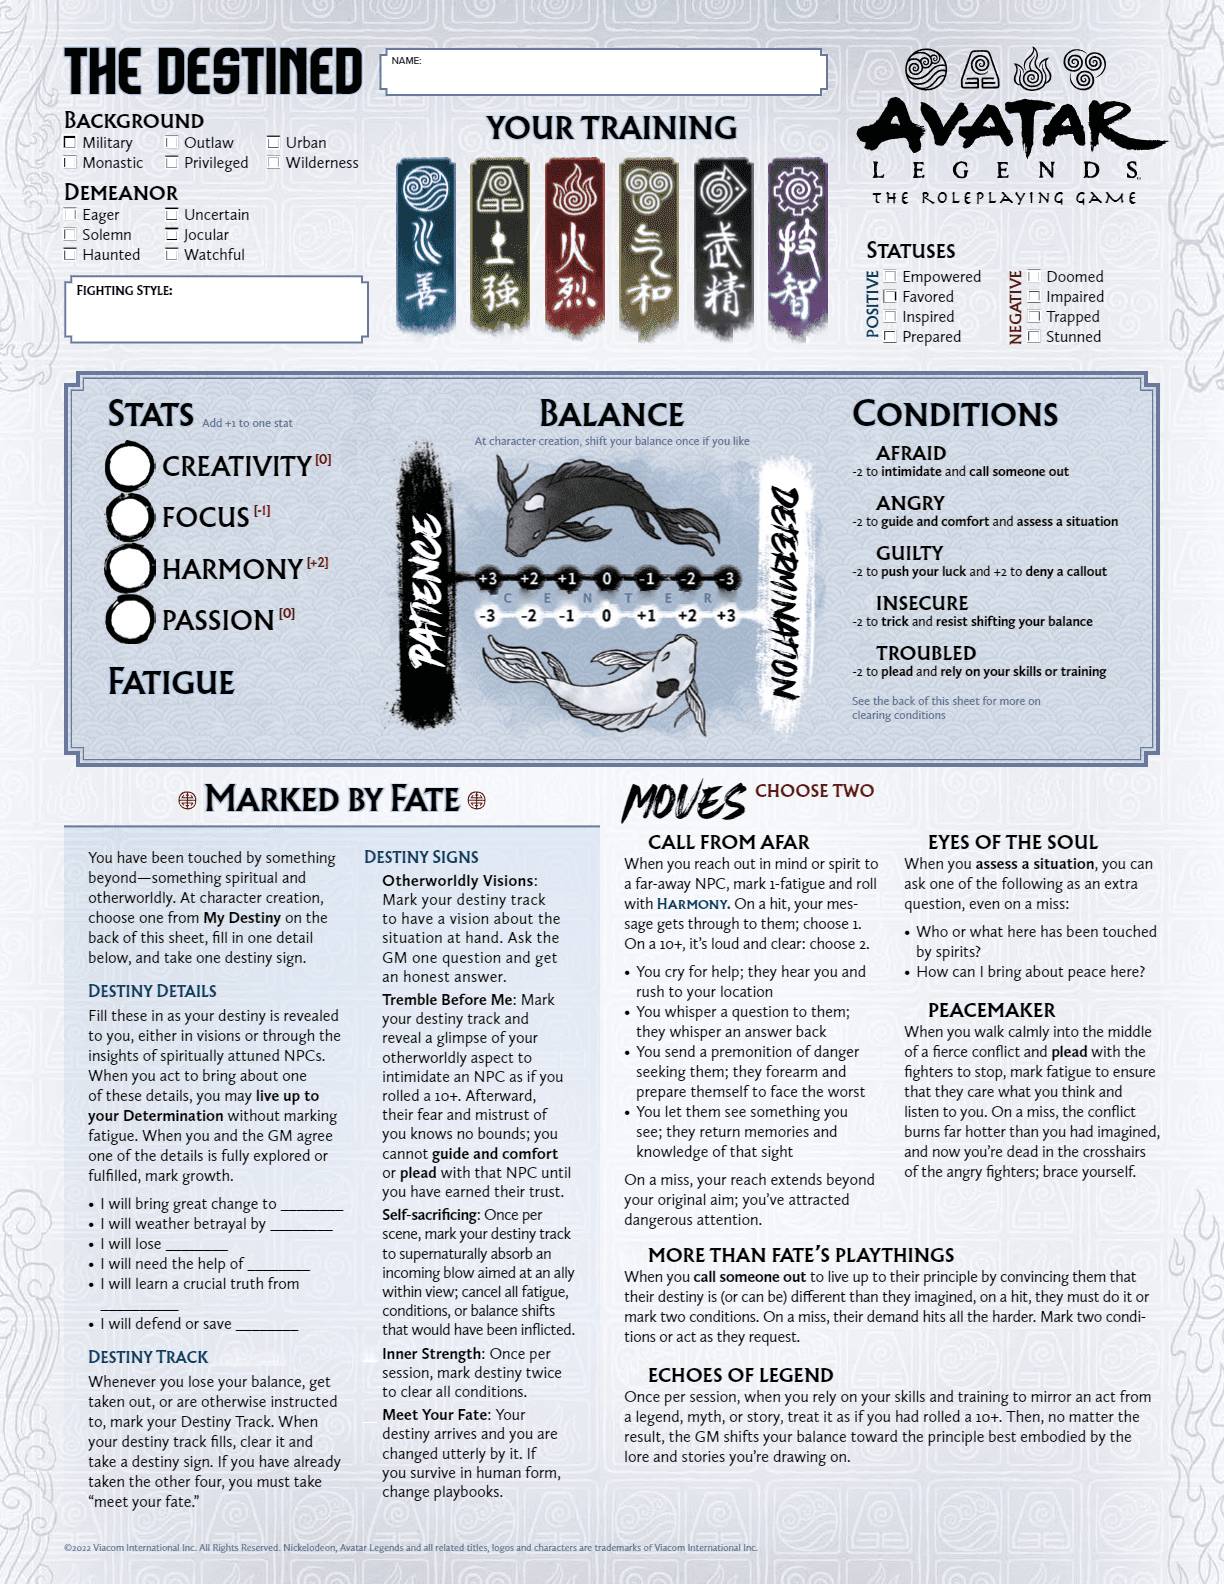 THE DESTINED
NAME:
BACKGROUND
Military
Outlaw
Urban
Monastic
Privileged
Wilderness
DEMEANOR
Eager
Uncertain
Solemn
Jocular
Haunted
Watchful
FIGHTING STYLE:
YOUR TRAINING
水
善
土
強
火
烈
气
和
武
精
技
智
AVATAR
LEGENDS
THE ROLEPLAYING GAME
STATUSES
POSITIVE
Empowered
Favored
Inspired
Prepared
NEGATIVE
Doomed
Impaired
Trapped
Stunned
STATS Add +1 to one stat
CREATIVITY [0]
FOCUS [-1]
HARMONY [+2]
PASSION [0]
FATIGUE
BALANCE
At character creation, shift your balance once if you like
PATIENCE
+3 +2 +1 0 -1 -2 -3
CENTER
-3 -2 -1 0 +1 +2 +3
DETERMINATION
CONDITIONS
AFRAID
-2 to intimidate and call someone out
ANGRY
-2 to guide and comfort and assess a situation
GUILTY
-2 to push your luck and +2 to deny a callout
INSECURE
-2 to trick and resist shifting your balance
TROUBLED
-2 to plead and rely on your skills or training
See the back of this sheet for more on
clearing conditions
MARKED BY FATE
You have been touched by something
beyond—something spiritual and
otherworldly. At character creation,
choose one from My Destiny on the
back of this sheet, fill in one detail
below, and take one destiny sign.
DESTINY DETAILS
Fill these in as your destiny is revealed
to you, either in visions or through the
insights of spiritually attuned NPCs.
When you act to bring about one
of these details, you may live up to
your Determination without marking
fatigue. When you and the GM agree
one of the details is fully explored or
fulfilled, mark growth.
• I will bring great change to ________
• I will weather betrayal by ________
• I will lose ________
• I will need the help of ________
• I will learn a crucial truth from
__________
• I will defend or save ________
DESTINY TRACK
Whenever you lose your balance, get
taken out, or are otherwise instructed
to, mark your Destiny Track. When
your destiny track fills, clear it and
take a destiny sign. If you have already
taken the other four, you must take
“meet your fate.”
DESTINY SIGNS
Otherworldly Visions:
Mark your destiny track
to have a vision about the
situation at hand. Ask the
GM one question and get
an honest answer.
Tremble Before Me: Mark
your destiny track and
reveal a glimpse of your
otherworldly aspect to
intimidate an NPC as if you
rolled a 10+. Afterward,
their fear and mistrust of
you knows no bounds; you
cannot guide and comfort
or plead with that NPC until
you have earned their trust.
Self-sacrificing: Once per
scene, mark your destiny track
to supernaturally absorb an
incoming blow aimed at an ally
within view; cancel all fatigue,
conditions, or balance shifts
that would have been inflicted.
Inner Strength: Once per
session, mark destiny twice
to clear all conditions.
Meet Your Fate: Your
destiny arrives and you are
changed utterly by it. If
you survive in human form,
change playbooks.
MOVES CHOOSE TWO
CALL FROM AFAR
When you reach out in mind or spirit to
a far-away NPC, mark 1-fatigue and roll
with HARMONY. On a hit, your mes-
sage gets through to them; choose 1.
On a 10+, it’s loud and clear: choose 2.
• You cry for help; they hear you and
rush to your location
• You whisper a question to them;
they whisper an answer back
• You send a premonition of danger
seeking them; they forearm and
prepare themself to face the worst
• You let them see something you
see; they return memories and
knowledge of that sight
On a miss, your reach extends beyond
your original aim; you’ve attracted
dangerous attention.
EYES OF THE SOUL
When you assess a situation, you can
ask one of the following as an extra
question, even on a miss:
• Who or what here has been touched
by spirits?
• How can I bring about peace here?
PEACEMAKER
When you walk calmly into the middle
of a fierce conflict and plead with the
fighters to stop, mark fatigue to ensure
that they care what you think and
listen to you. On a miss, the conflict
burns far hotter than you had imagined,
and now you’re dead in the crosshairs
of the angry fighters; brace yourself.
MORE THAN FATE’S PLAYTHINGS
When you call someone out to live up to their principle by convincing them that
their destiny is (or can be) different than they imagined, on a hit, they must do it or
mark two conditions. On a miss, their demand hits all the harder. Mark two condi-
tions or act as they request.
ECHOES OF LEGEND
Once per session, when you rely on your skills and training to mirror an act from
a legend, myth, or story, treat it as if you had rolled a 10+. Then, no matter the
result, the GM shifts your balance toward the principle best embodied by the
lore and stories you’re drawing on.
©2022 Viacom International Inc. All Rights Reserved. Nickelodeon, Avatar Legends and all related titles, logos and characters are trademarks of Viacom International Inc.